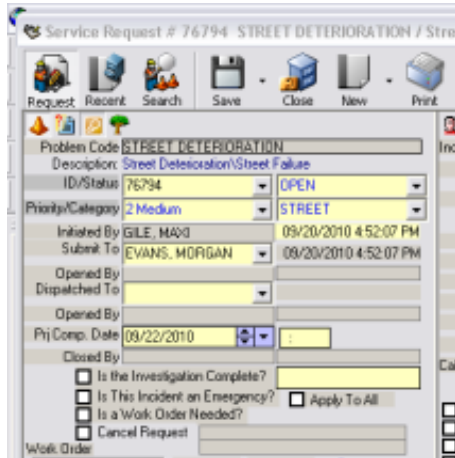 Service Request # 76794 STREET DETERIORATION / Stre
Request Recent Search Save Close New Print
Problem Code STREET DETERIORATION
Description: Street Deterioration\Street Failure
ID/Status 76794 OPEN
Priority/Category 2 Medium STREET
Initiated By GILE, MAXI 09/20/2010 4:52:07 PM
Submit To EVANS, MORGAN 09/20/2010 4:52:07 PM
Opened By
Dispatched To
Opened By
Prj Comp. Date 09/22/2010 :
Closed By
Is the Investigation Complete?
Is This Incident an Emergency? Apply To All
Is a Work Order Needed?
Cancel Request
Work Order